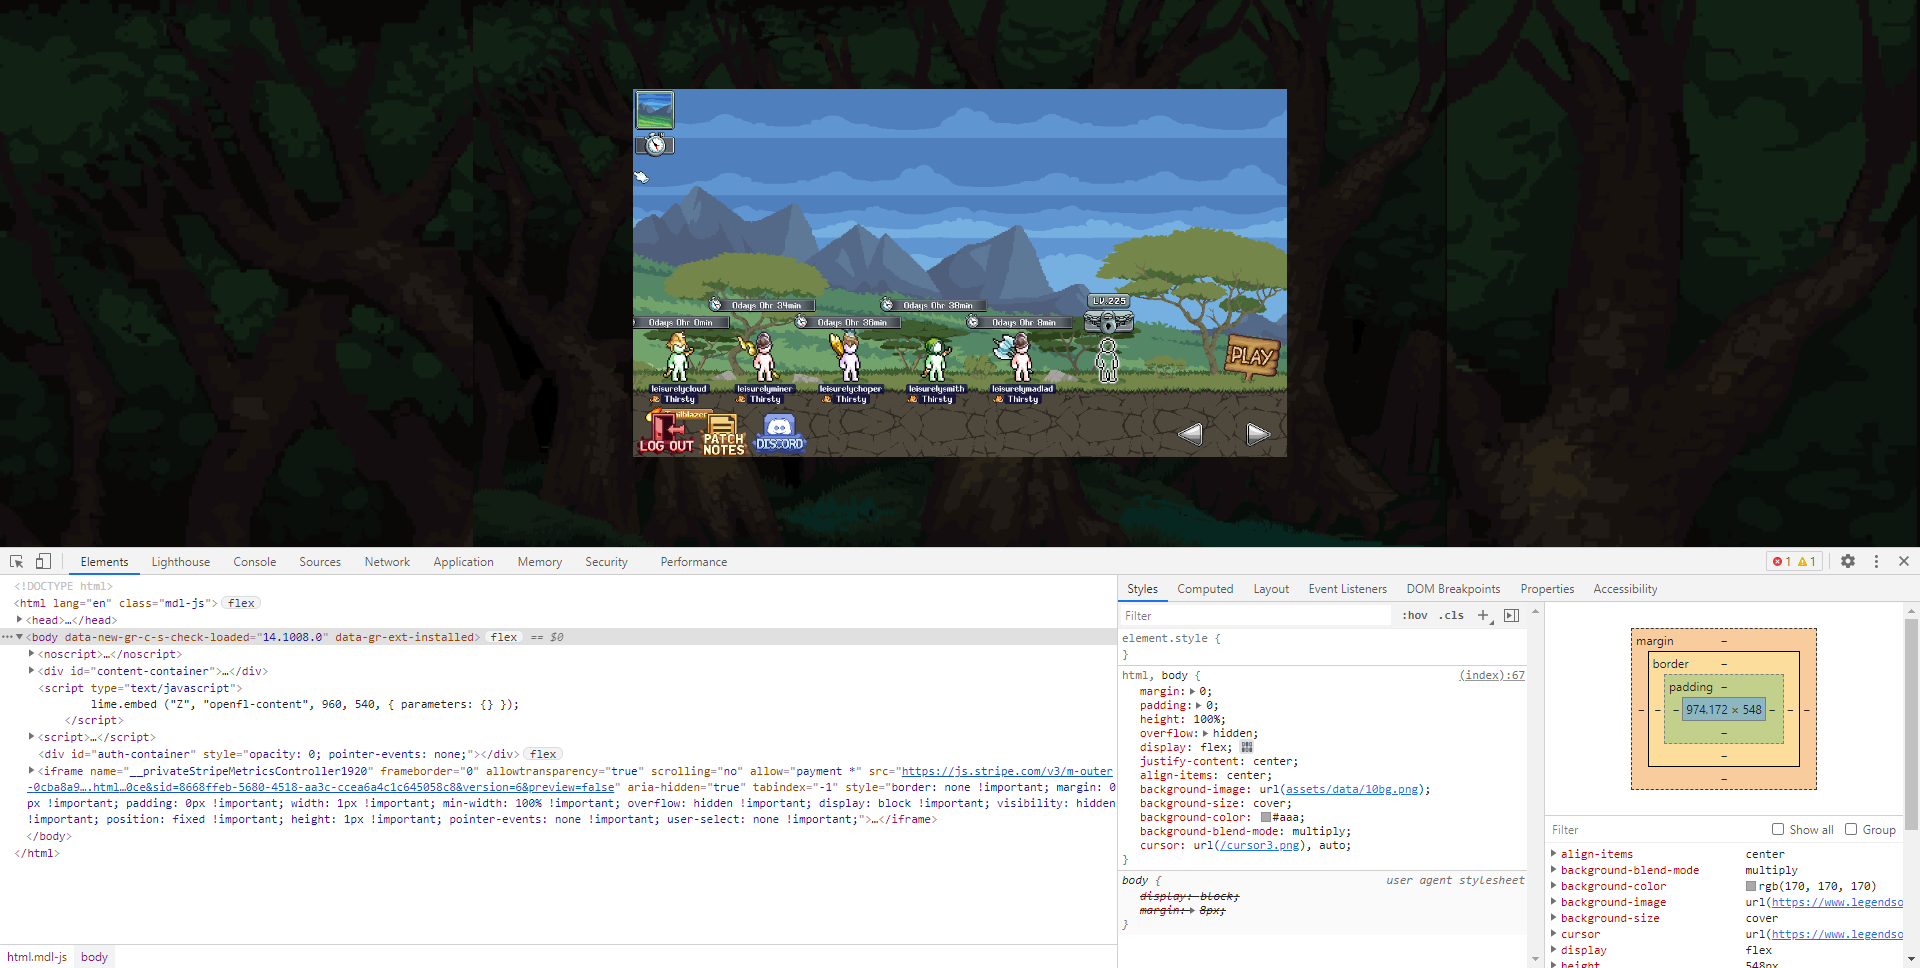 LV.225
0days 0hr 34min
0days 0hr 38min
0days 0hr 0min
0days 0hr 36min
0days 0hr 8min
PLAY
leisurelycloud
leisurelyminer
leisurelychoper
leisurelysmith
leisurelymadlad
Thirsty
Thirsty
Thirsty
Thirsty
Thirsty
LOG OUT
PATCH
NOTES
DISCORD
Elements Lighthouse Console Sources Network Application Memory Security Performance 1 1
<!DOCTYPE html>
<html lang="en" class="mdl-js"> flex
<head>…</head>
<body data-new-gr-c-s-check-loaded="14.1008.0" data-gr-ext-installed> flex == $0
<noscript>…</noscript>
<div id="content-container">…</div>
<script type="text/javascript">
lime.embed ("Z", "openfl-content", 960, 540, { parameters: {} });
</script>
<script>…</script>
<div id="auth-container" style="opacity: 0; pointer-events: none;"></div> flex
<iframe name="__privateStripeMetricsController1920" frameborder="0" allowtransparency="true" scrolling="no" allow="payment *" src="https://js.stripe.com/v3/m-outer
-0cba8a9….html…0ce&sid=8668ffeb-5680-4518-aa3c-ccea6a4c1c645058c8&version=6&preview=false" aria-hidden="true" tabindex="-1" style="border: none !important; margin: 0
px !important; padding: 0px !important; width: 1px !important; min-width: 100% !important; overflow: hidden !important; display: block !important; visibility: hidden
!important; position: fixed !important; height: 1px !important; pointer-events: none !important; user-select: none !important;">…</iframe>
</body>
</html>
html.mdl-js body
Styles Computed Layout Event Listeners DOM Breakpoints Properties Accessibility
Filter :hov .cls
element.style {
}
html, body { (index):67
margin: 0;
padding: 0;
height: 100%;
overflow: hidden;
display: flex;
justify-content: center;
align-items: center;
background-image: url(assets/data/10bg.png);
background-size: cover;
background-color: #aaa;
background-blend-mode: multiply;
cursor: url(/cursor3.png), auto;
}
body { user agent stylesheet
display: block;
margin: 8px;
}
margin –
border –
padding –
– – – 974.172 × 548 – – –
–
–
–
Filter Show all Group
align-items center
background-blend-mode multiply
background-color rgb(170, 170, 170)
background-image url(https://www.legendso
background-size cover
cursor url(https://www.legendso
display flex
height 548px